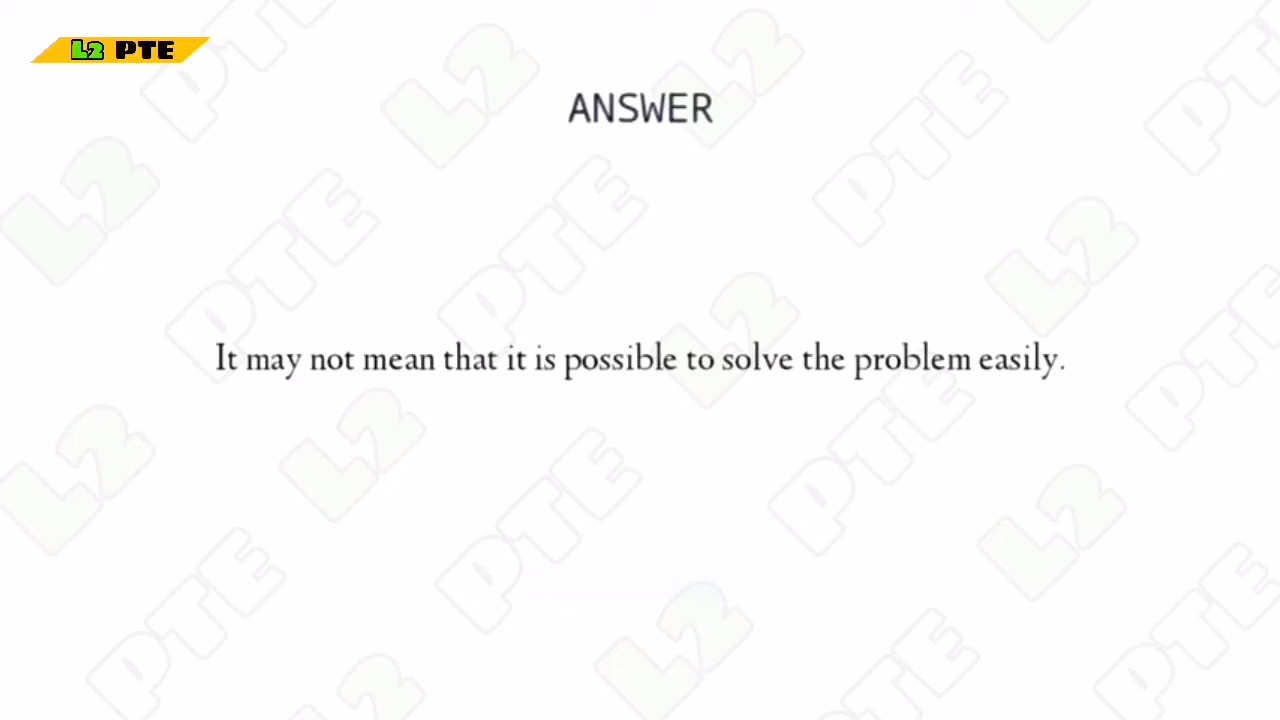 L2 PTE
ANSWER
It may not mean that it is possible to solve the problem easily.